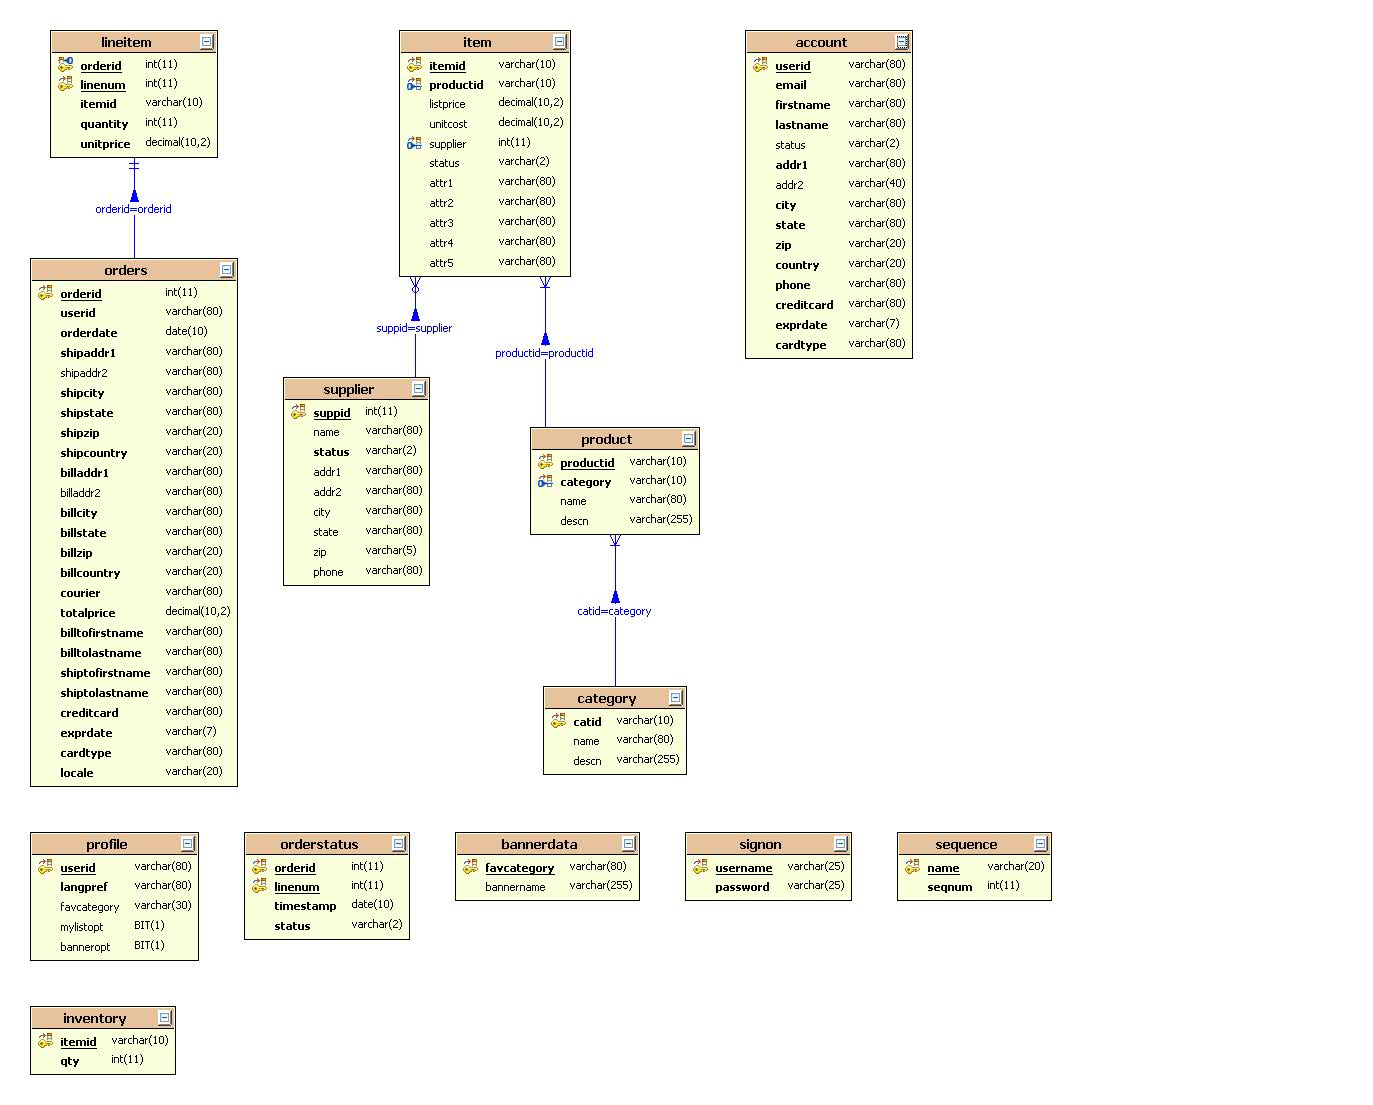 lineitem
orderid int(11)
linenum int(11)
itemid varchar(10)
quantity int(11)
unitprice decimal(10,2)
orderid=orderid
orders
orderid int(11)
userid varchar(80)
orderdate date(10)
shipaddr1 varchar(80)
shipaddr2 varchar(80)
shipcity varchar(80)
shipstate varchar(80)
shipzip varchar(20)
shipcountry varchar(20)
billaddr1 varchar(80)
billaddr2 varchar(80)
billcity varchar(80)
billstate varchar(80)
billzip varchar(20)
billcountry varchar(20)
courier varchar(80)
totalprice decimal(10,2)
billtofirstname varchar(80)
billtolastname varchar(80)
shiptofirstname varchar(80)
shiptolastname varchar(80)
creditcard varchar(80)
exprdate varchar(7)
cardtype varchar(80)
locale varchar(20)
item
itemid varchar(10)
productid varchar(10)
listprice decimal(10,2)
unitcost decimal(10,2)
supplier int(11)
status varchar(2)
attr1 varchar(80)
attr2 varchar(80)
attr3 varchar(80)
attr4 varchar(80)
attr5 varchar(80)
suppid=supplier
productid=productid
supplier
suppid int(11)
name varchar(80)
status varchar(2)
addr1 varchar(80)
addr2 varchar(80)
city varchar(80)
state varchar(80)
zip varchar(5)
phone varchar(80)
product
productid varchar(10)
category varchar(10)
name varchar(80)
descn varchar(255)
catid=category
category
catid varchar(10)
name varchar(80)
descn varchar(255)
account
userid varchar(80)
email varchar(80)
firstname varchar(80)
lastname varchar(80)
status varchar(2)
addr1 varchar(80)
addr2 varchar(40)
city varchar(80)
state varchar(80)
zip varchar(20)
country varchar(20)
phone varchar(80)
creditcard varchar(80)
exprdate varchar(7)
cardtype varchar(80)
profile
userid varchar(80)
langpref varchar(80)
favcategory varchar(30)
mylistopt BIT(1)
banneropt BIT(1)
orderstatus
orderid int(11)
linenum int(11)
timestamp date(10)
status varchar(2)
bannerdata
favcategory varchar(80)
bannername varchar(255)
signon
username varchar(25)
password varchar(25)
sequence
name varchar(20)
seqnum int(11)
inventory
itemid varchar(10)
qty int(11)